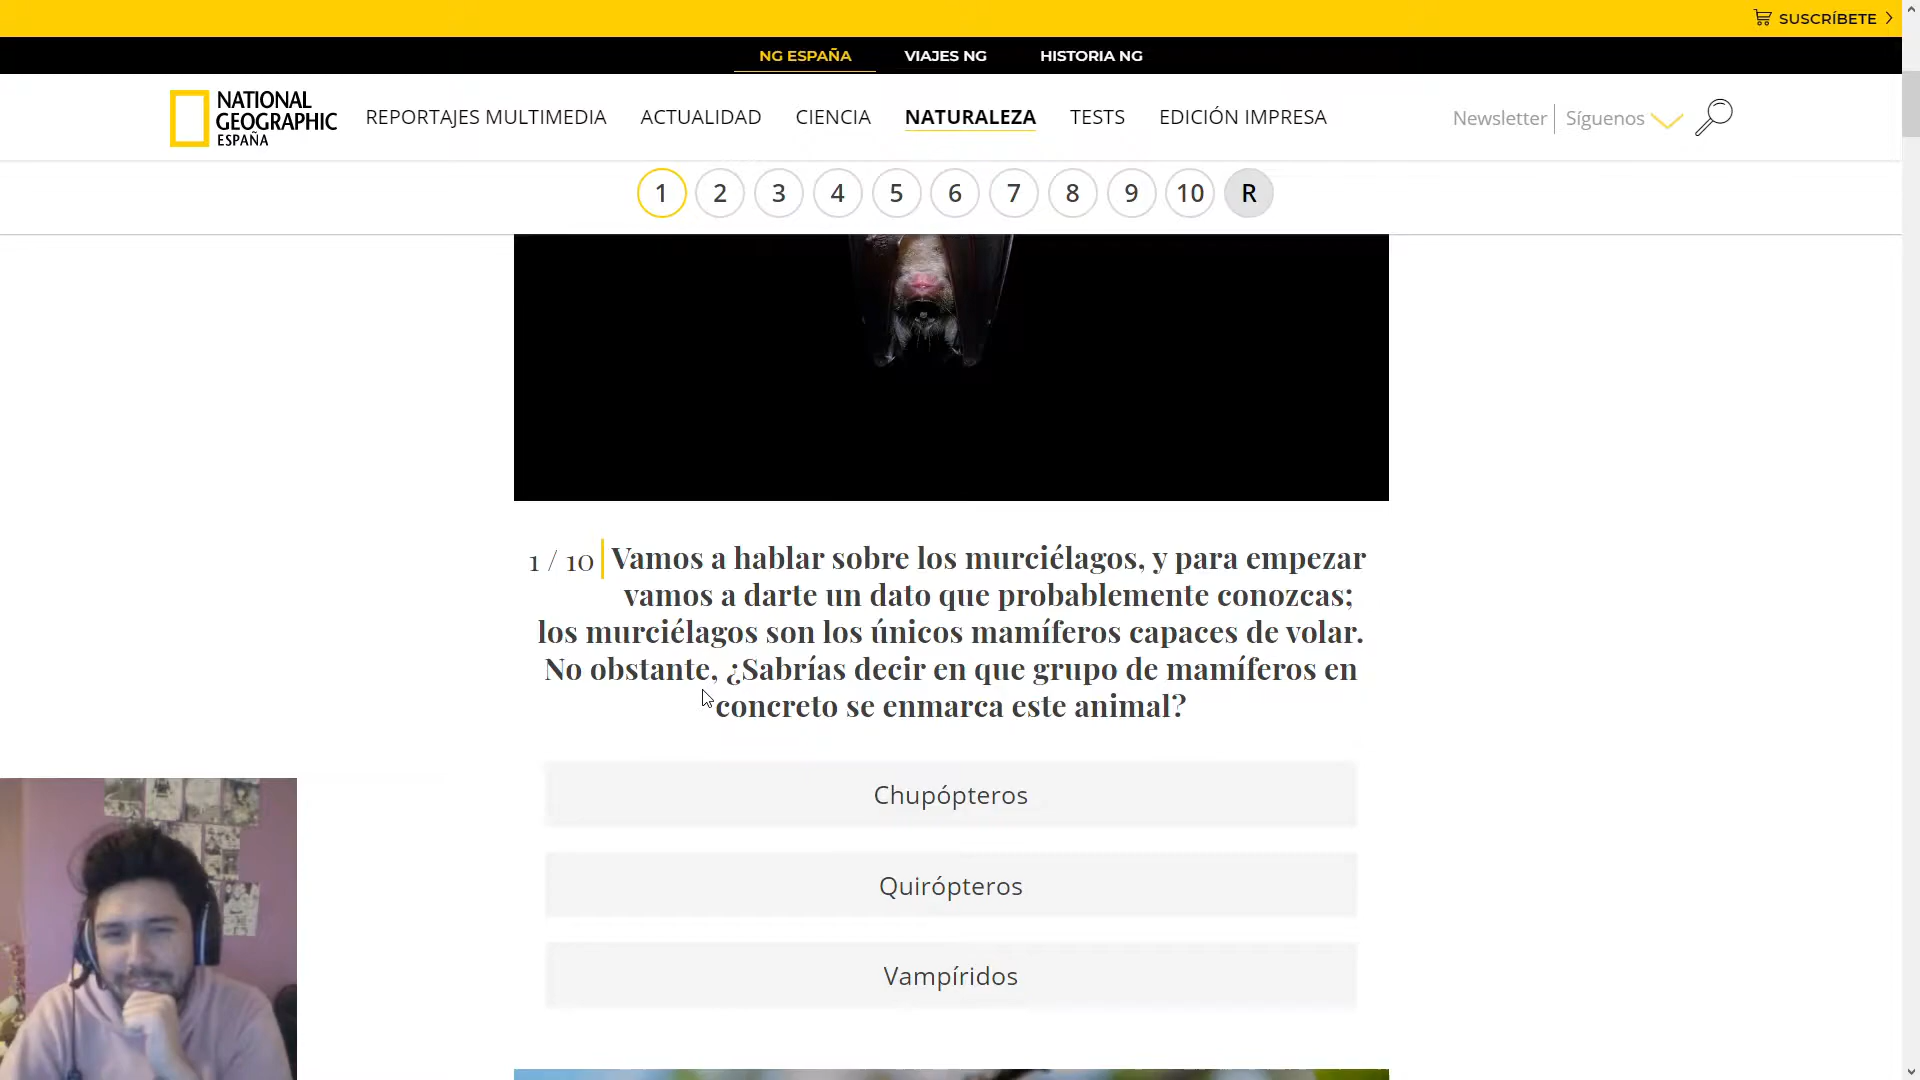 SUSCRÍBETE
NG ESPAÑA VIAJES NG HISTORIA NG
NATIONAL
GEOGRAPHIC
ESPAÑA
REPORTAJES MULTIMEDIA ACTUALIDAD CIENCIA NATURALEZA TESTS EDICIÓN IMPRESA
Newsletter Síguenos
1 2 3 4 5 6 7 8 9 10 R
1 / 10 Vamos a hablar sobre los murciélagos, y para empezar
vamos a darte un dato que probablemente conozcas;
los murciélagos son los únicos mamíferos capaces de volar.
No obstante, ¿Sabrías decir en que grupo de mamíferos en
concreto se enmarca este animal?
Chupópteros
Quirópteros
Vampíridos